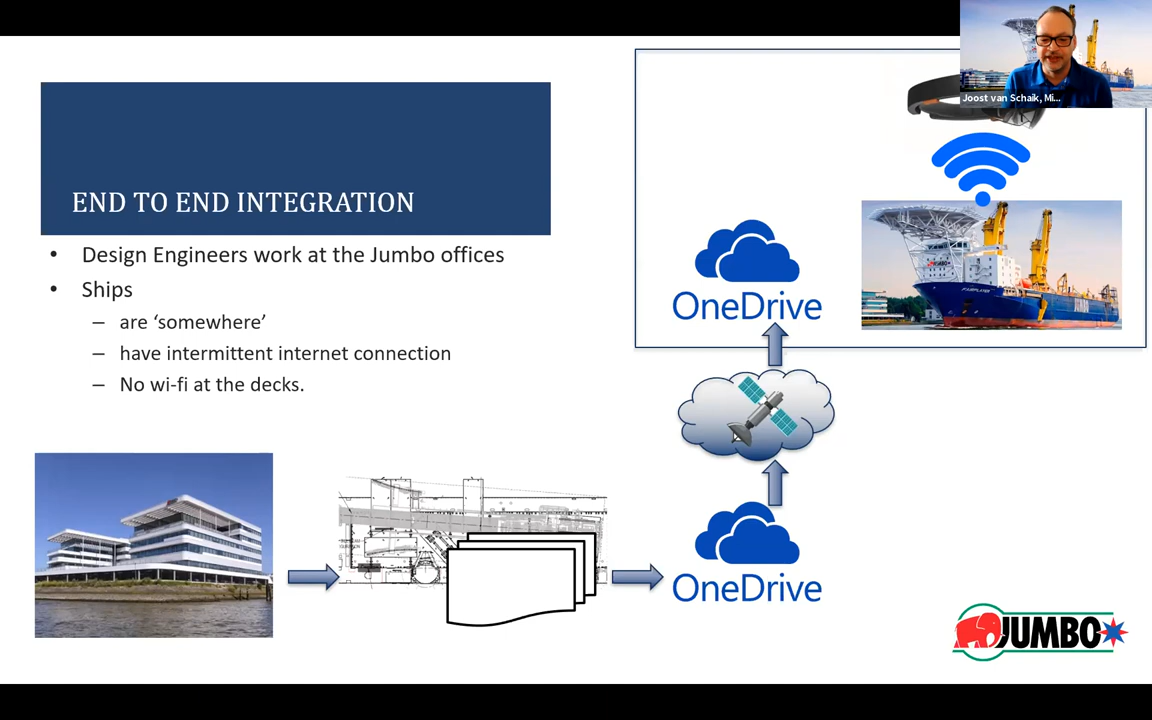 Joost van Schaik, Mi...
END TO END INTEGRATION
• Design Engineers work at the Jumbo offices
• Ships
– are ‘somewhere’
– have intermittent internet connection
– No wi-fi at the decks.
OneDrive
OneDrive
JUMBO